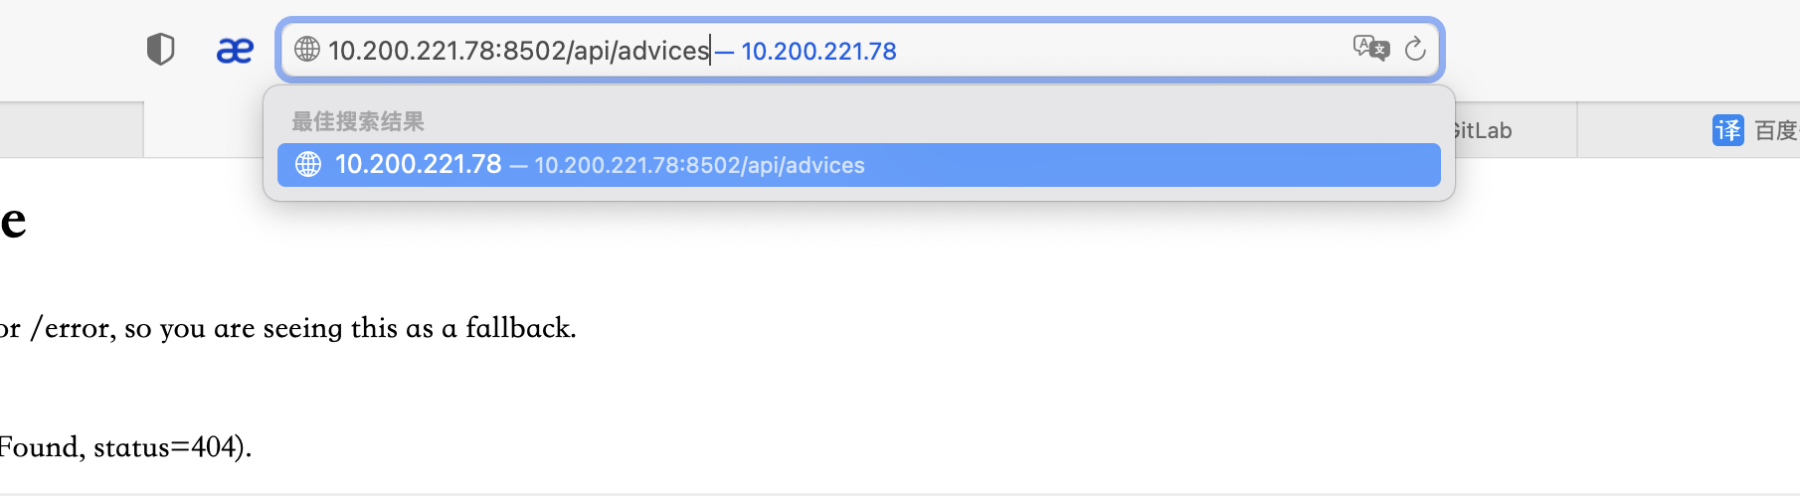 æ 10.200.221.78:8502/api/advices — 10.200.221.78
最佳搜索结果
10.200.221.78 — 10.200.221.78:8502/api/advices
GitLab
译 百度
e
or /error, so you are seeing this as a fallback.
Found, status=404).